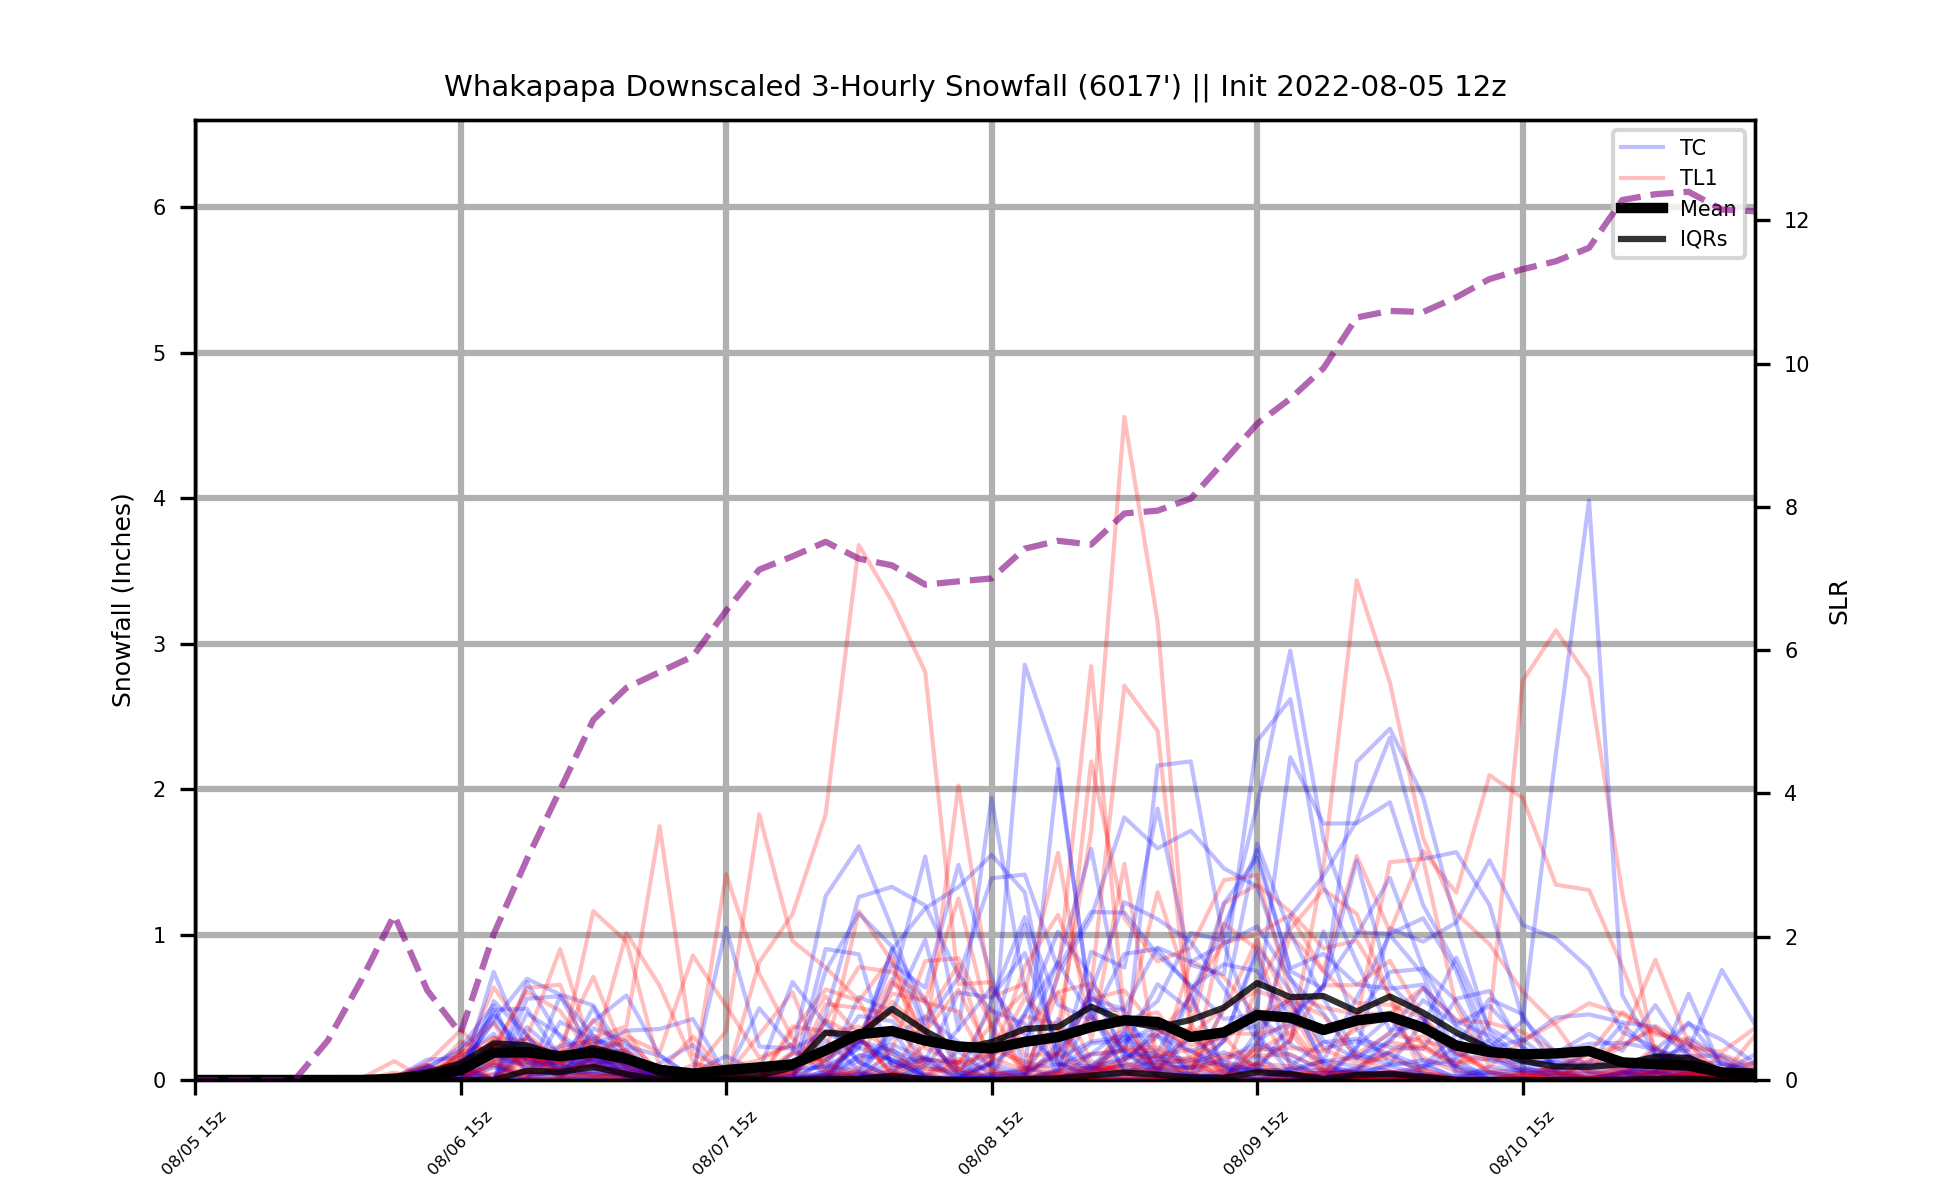 Whakapapa Downscaled 3-Hourly Snowfall (6017') || Init 2022-08-05 12z
TC
TL1
Mean
IQRs
Snowfall (Inches)
6
5
4
3
2
1
0
SLR
12
10
8
6
4
2
0
08/05 15z
08/06 15z
08/07 15z
08/08 15z
08/09 15z
08/10 15z